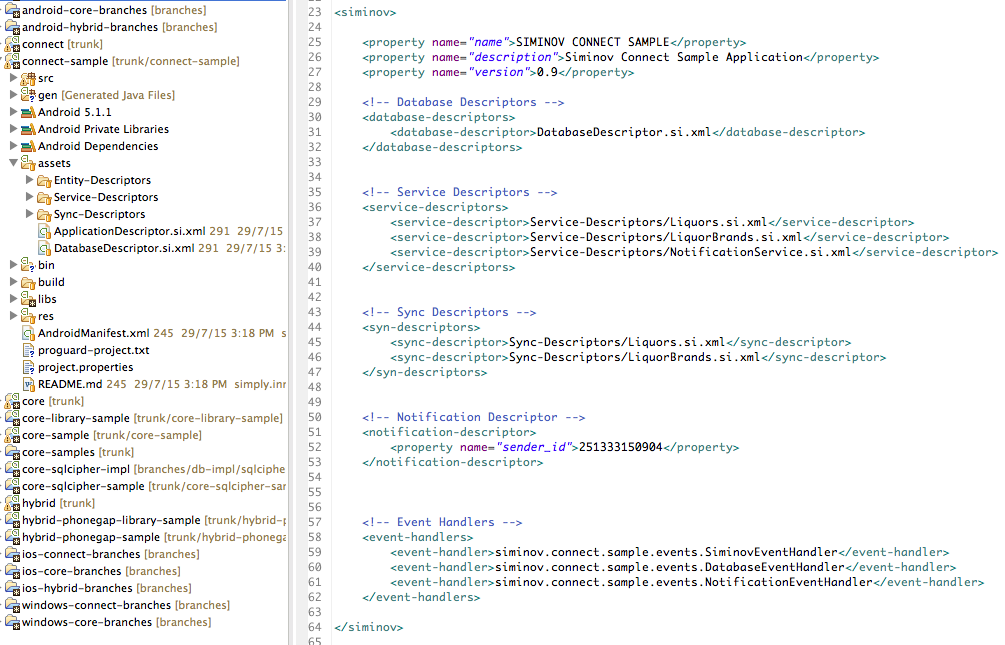 android-core-branches [branches]
android-hybrid-branches [branches]
connect [trunk]
connect-sample [trunk/connect-sample]
src
gen [Generated Java Files]
Android 5.1.1
Android Private Libraries
Android Dependencies
assets
Entity-Descriptors
Service-Descriptors
Sync-Descriptors
ApplicationDescriptor.si.xml 291 29/7/15
DatabaseDescriptor.si.xml 291 29/7/15 3:
bin
build
libs
res
AndroidManifest.xml 245 29/7/15 3:18 PM s
proguard-project.txt
project.properties
README.md 245 29/7/15 3:18 PM simply.inn
core [trunk]
core-library-sample [trunk/core-library-sample]
core-sample [trunk/core-sample]
core-samples [trunk]
core-sqlcipher-impl [branches/db-impl/sqlciphe
core-sqlcipher-sample [trunk/core-sqlcipher-sar
hybrid [trunk]
hybrid-phonegap-library-sample [trunk/hybrid-p
hybrid-phonegap-sample [trunk/hybrid-phonega
ios-connect-branches [branches]
ios-core-branches [branches]
ios-hybrid-branches [branches]
windows-connect-branches [branches]
windows-core-branches [branches]
23 <siminov>
24
25 <property name="name">SIMINOV CONNECT SAMPLE</property>
26 <property name="description">Siminov Connect Sample Application</property>
27 <property name="version">0.9</property>
28
29 <!-- Database Descriptors -->
30 <database-descriptors>
31 <database-descriptor>DatabaseDescriptor.si.xml</database-descriptor>
32 </database-descriptors>
33
34
35 <!-- Service Descriptors -->
36 <service-descriptors>
37 <service-descriptor>Service-Descriptors/Liquors.si.xml</service-descriptor>
38 <service-descriptor>Service-Descriptors/LiquorBrands.si.xml</service-descriptor>
39 <service-descriptor>Service-Descriptors/NotificationService.si.xml</service-descriptor>
40 </service-descriptors>
41
42
43 <!-- Sync Descriptors -->
44 <syn-descriptors>
45 <sync-descriptor>Sync-Descriptors/Liquors.si.xml</sync-descriptor>
46 <sync-descriptor>Sync-Descriptors/LiquorBrands.si.xml</sync-descriptor>
47 </syn-descriptors>
48
49
50 <!-- Notification Descriptor -->
51 <notification-descriptor>
52 <property name="sender_id">251333150904</property>
53 </notification-descriptor>
54
55
56
57 <!-- Event Handlers -->
58 <event-handlers>
59 <event-handler>siminov.connect.sample.events.SiminovEventHandler</event-handler>
60 <event-handler>siminov.connect.sample.events.DatabaseEventHandler</event-handler>
61 <event-handler>siminov.connect.sample.events.NotificationEventHandler</event-handler>
62 </event-handlers>
63
64 </siminov>
65